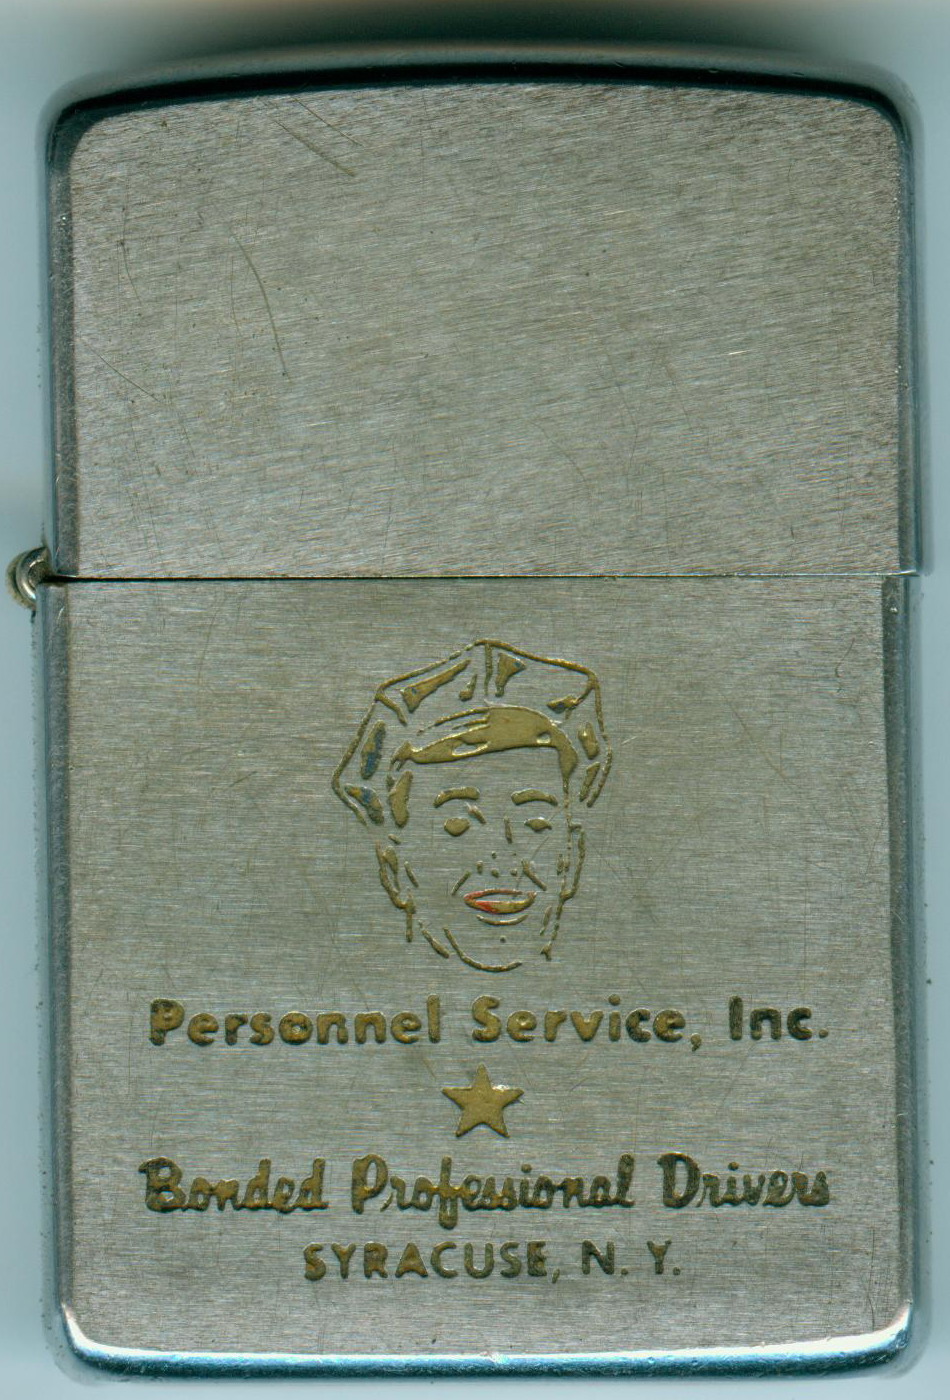 Personnel Service, Inc.
Bonded Professional Drivers
SYRACUSE, N. Y.